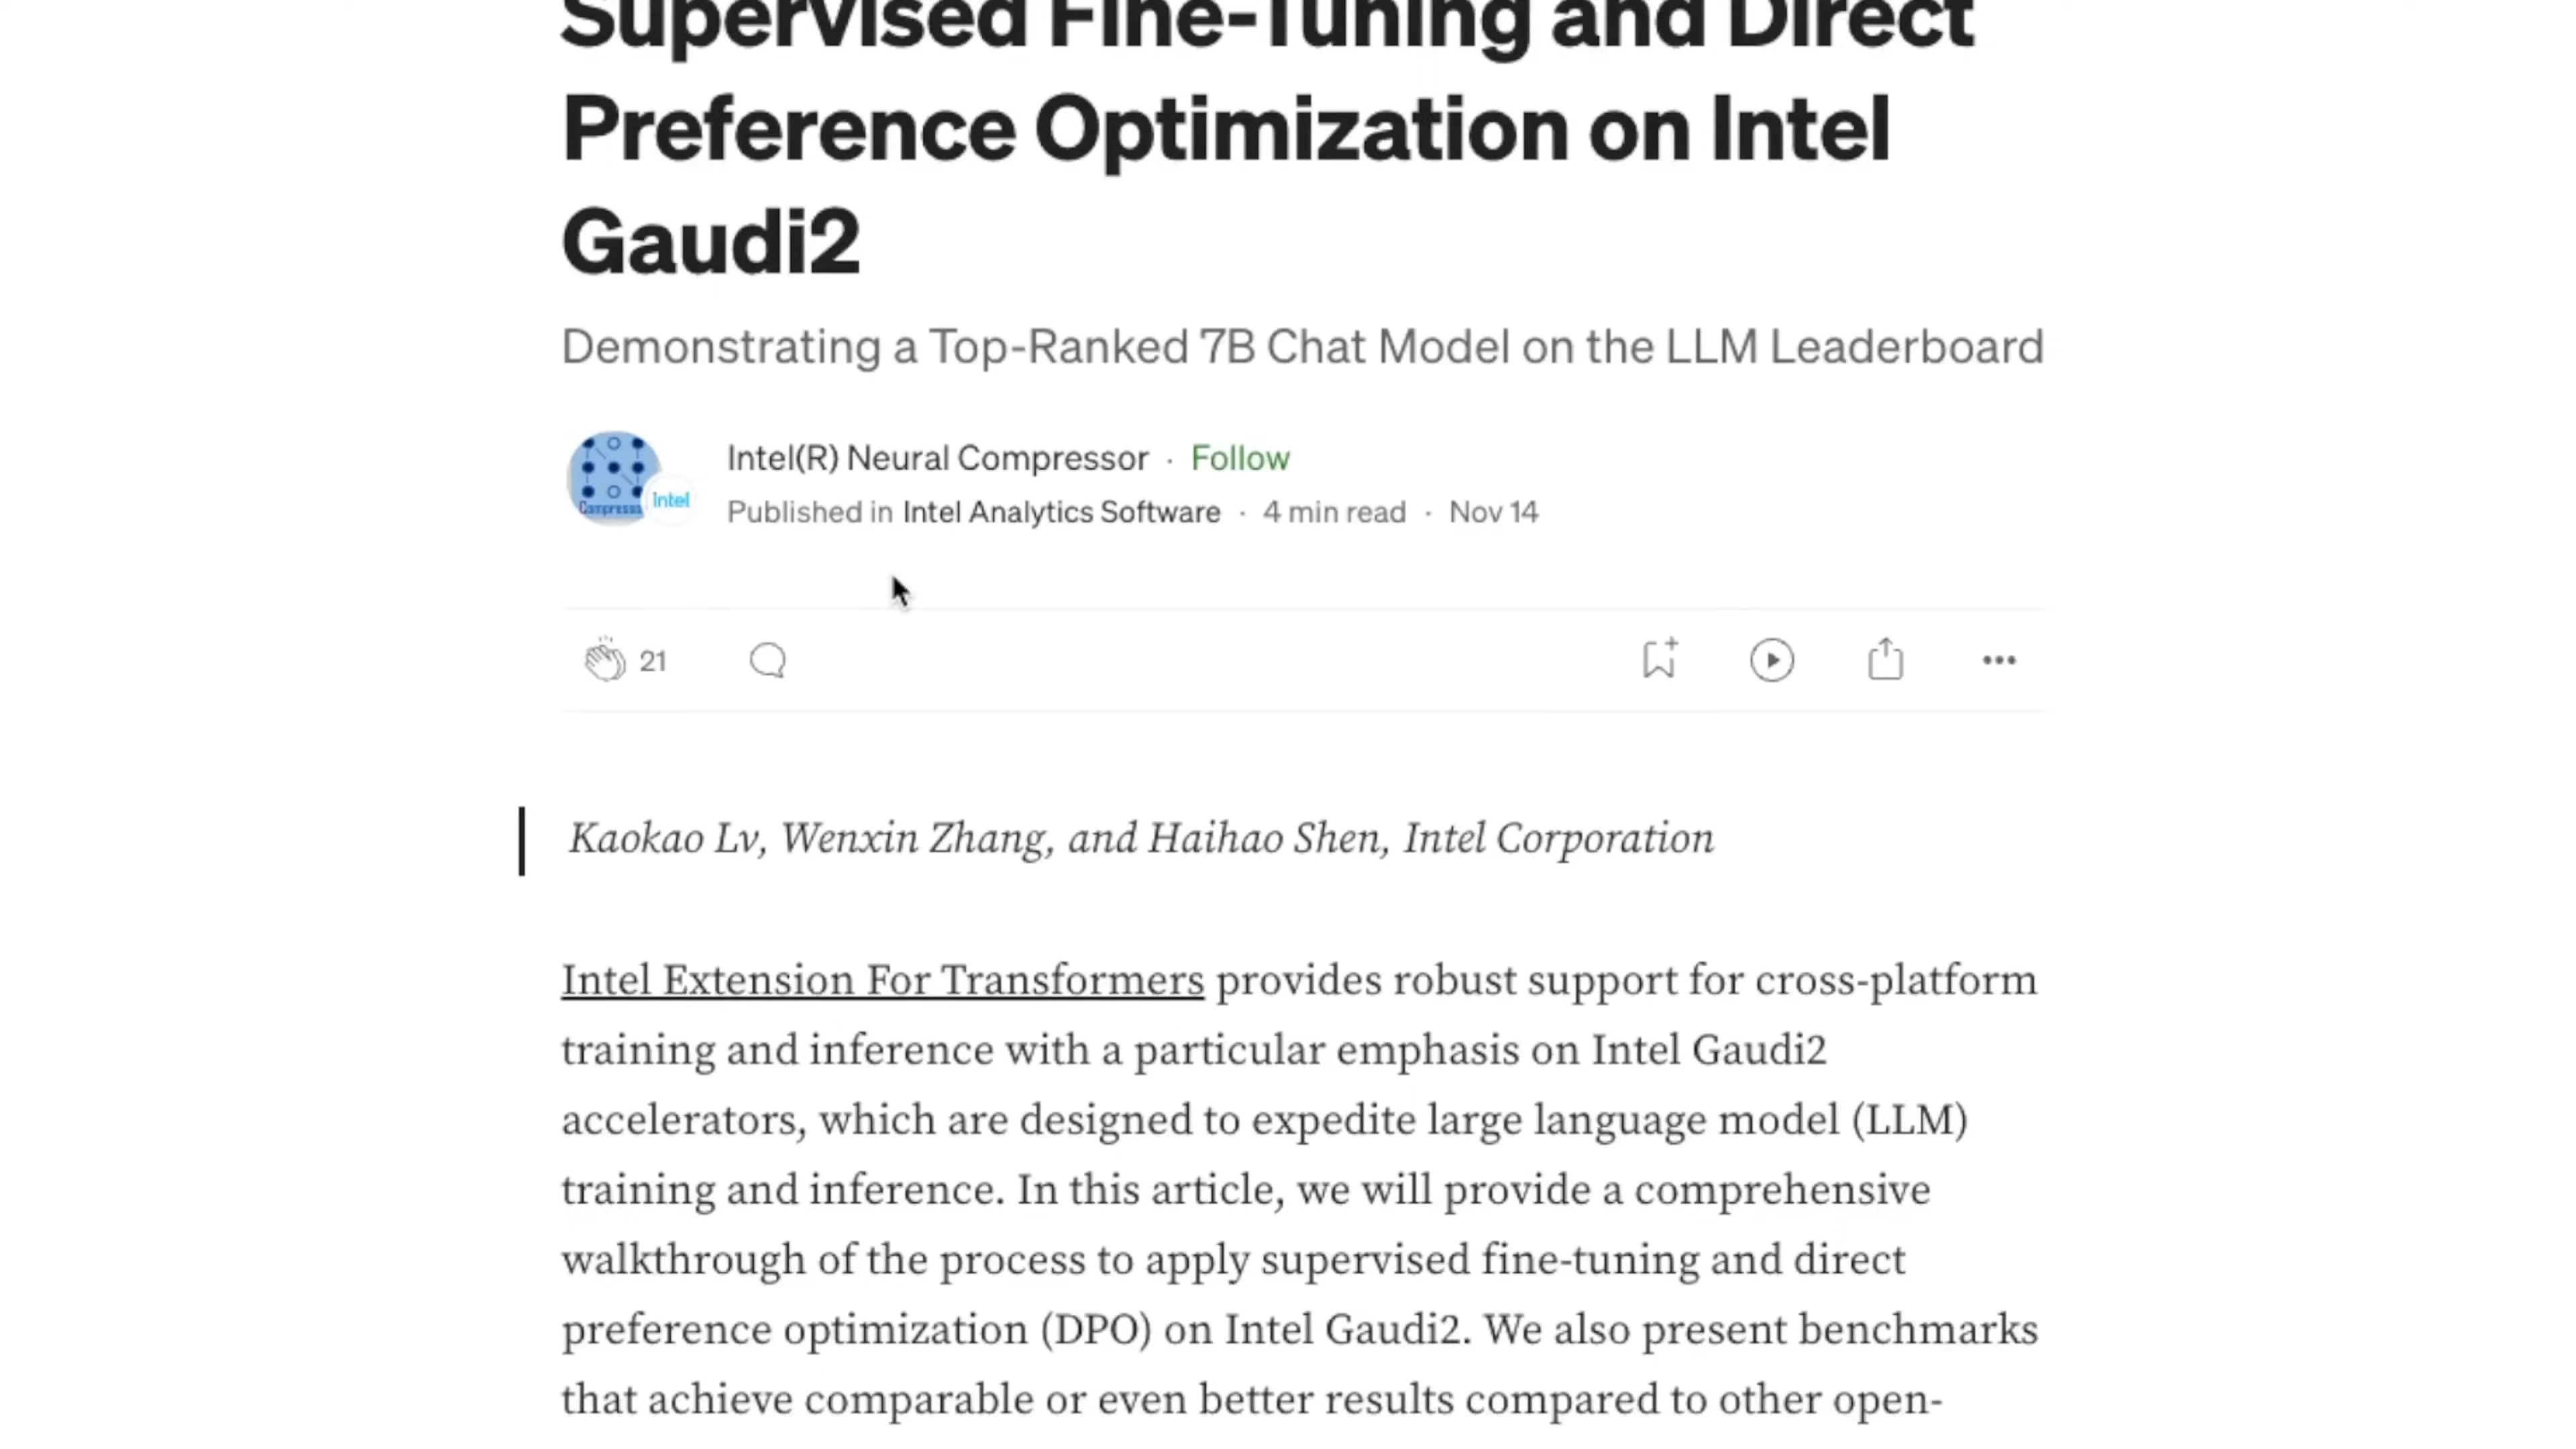 Supervised Fine-Tuning and Direct
Preference Optimization on Intel
Gaudi2
Demonstrating a Top-Ranked 7B Chat Model on the LLM Leaderboard
Intel(R) Neural Compressor · Follow
Compressor
Intel
Published in Intel Analytics Software · 4 min read · Nov 14
21
Kaokao Lv, Wenxin Zhang, and Haihao Shen, Intel Corporation
Intel Extension For Transformers provides robust support for cross-platform
training and inference with a particular emphasis on Intel Gaudi2
accelerators, which are designed to expedite large language model (LLM)
training and inference. In this article, we will provide a comprehensive
walkthrough of the process to apply supervised fine-tuning and direct
preference optimization (DPO) on Intel Gaudi2. We also present benchmarks
that achieve comparable or even better results compared to other open-